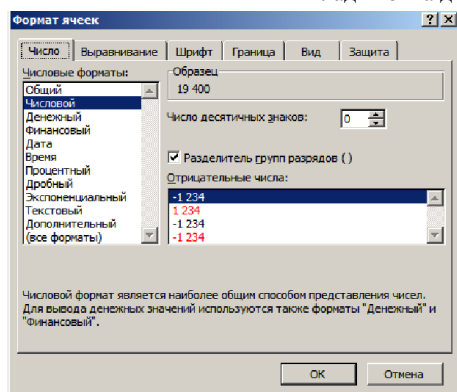 Формат ячеек
Число Выравнивание Шрифт Граница Вид Защита
Числовые форматы:
Общий
Числовой
Денежный
Финансовый
Дата
Время
Процентный
Дробный
Экспоненциальный
Текстовый
Дополнительный
(все форматы)
Образец
19 400
Число десятичных знаков: 0
Разделитель групп разрядов ( )
Отрицательные числа:
-1 234
1 234
-1 234
-1 234
Числовой формат является наиболее общим способом представления чисел.
Для вывода денежных значений используются также форматы "Денежный" и
"Финансовый".
ОК Отмена